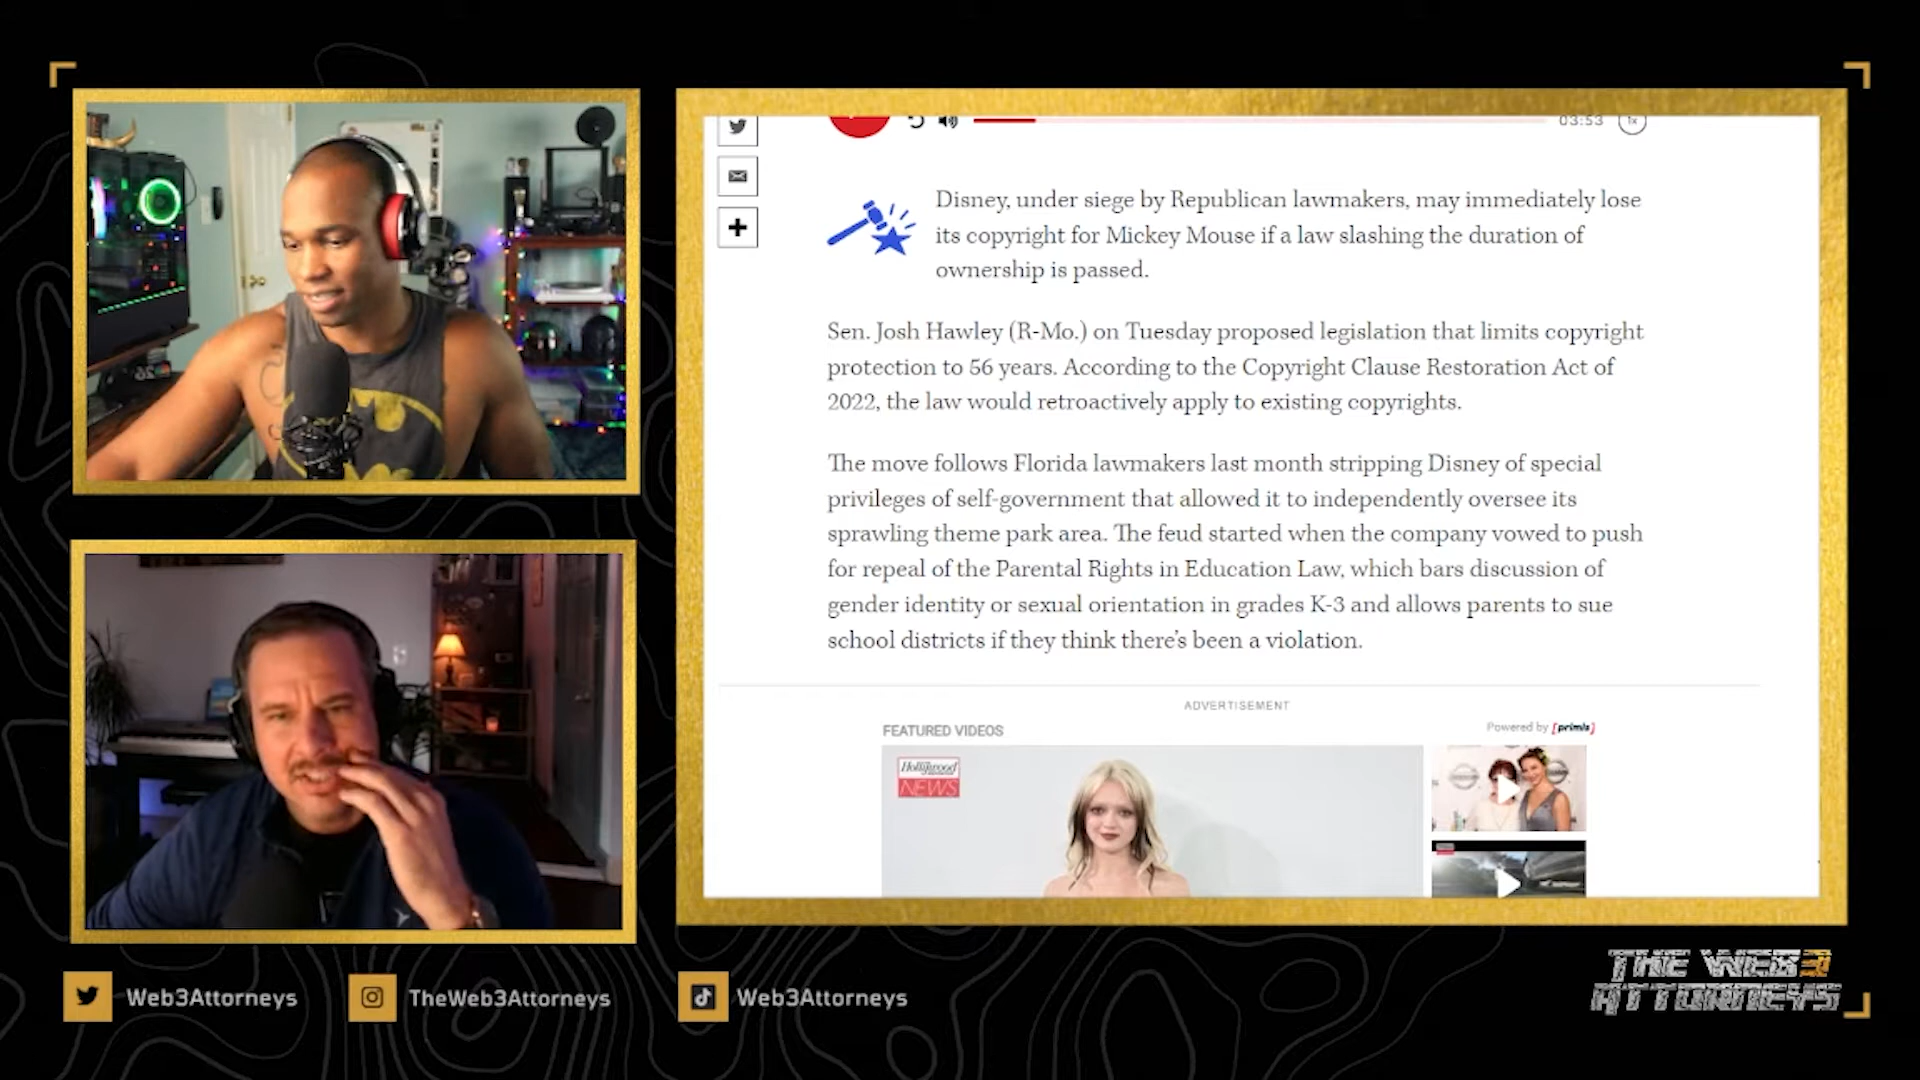 03:53
1x
Disney, under siege by Republican lawmakers, may immediately lose
its copyright for Mickey Mouse if a law slashing the duration of
ownership is passed.
Sen. Josh Hawley (R-Mo.) on Tuesday proposed legislation that limits copyright
protection to 56 years. According to the Copyright Clause Restoration Act of
2022, the law would retroactively apply to existing copyrights.
The move follows Florida lawmakers last month stripping Disney of special
privileges of self-government that allowed it to independently oversee its
sprawling theme park area. The feud started when the company vowed to push
for repeal of the Parental Rights in Education Law, which bars discussion of
gender identity or sexual orientation in grades K-3 and allows parents to sue
school districts if they think there’s been a violation.
ADVERTISEMENT
FEATURED VIDEOS
Powered by [primis]
Hollywood
NEWS
Web3Attorneys
TheWeb3Attorneys
Web3Attorneys
THE WEB3
ATTORNEYS